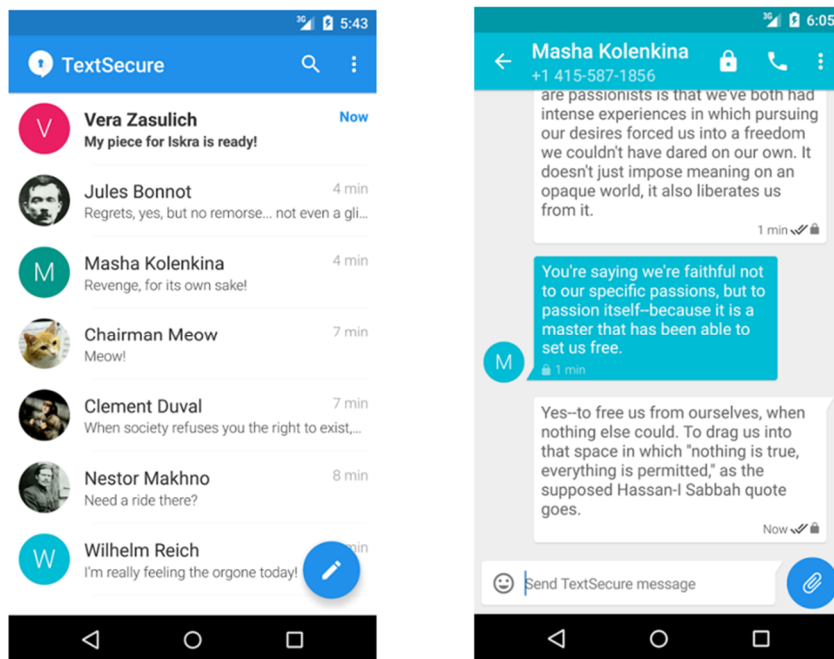 3G 5:43
TextSecure
V
Vera Zasulich Now
My piece for Iskra is ready!
Jules Bonnot 4 min
Regrets, yes, but no remorse... not even a gli...
M
Masha Kolenkina 4 min
Revenge, for its own sake!
Chairman Meow 7 min
Meow!
Clement Duval 7 min
When society refuses you the right to exist,...
Nestor Makhno 8 min
Need a ride there?
W
Wilhelm Reich min
I'm really feeling the orgone today!
3G 6:05
Masha Kolenkina
+1 415-587-1856
are passionists is that we've both had
intense experiences in which pursuing
our desires forced us into a freedom
we couldn't have dared on our own. It
doesn't just impose meaning on an
opaque world, it also liberates us
from it.
1 min
You're saying we're faithful not
to our specific passions, but to
passion itself--because it is a
master that has been able to
set us free.
M
1 min
Yes--to free us from ourselves, when
nothing else could. To drag us into
that space in which "nothing is true,
everything is permitted," as the
supposed Hassan-I Sabbah quote
goes.
Now
Send TextSecure message